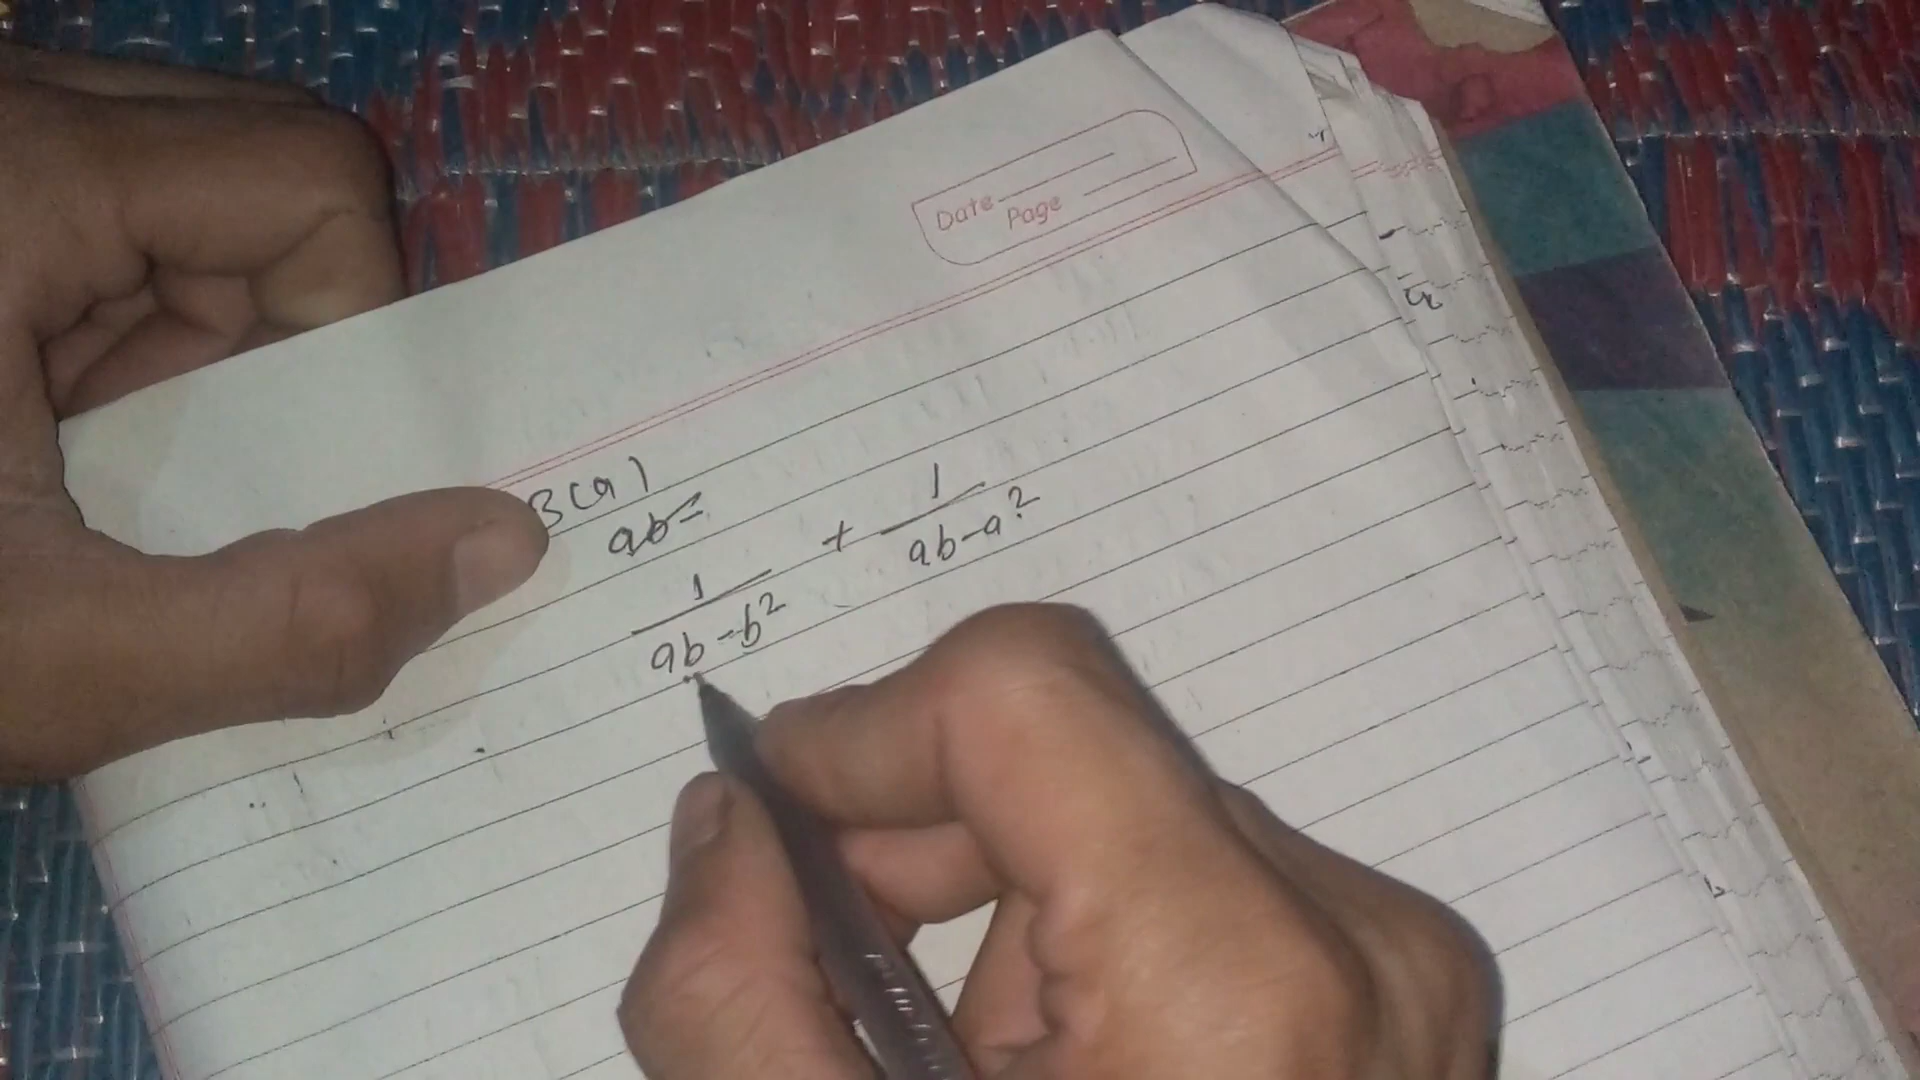 Date
Page
3(a)
ab=
1/(ab-b²) + 1/(ab-a²)